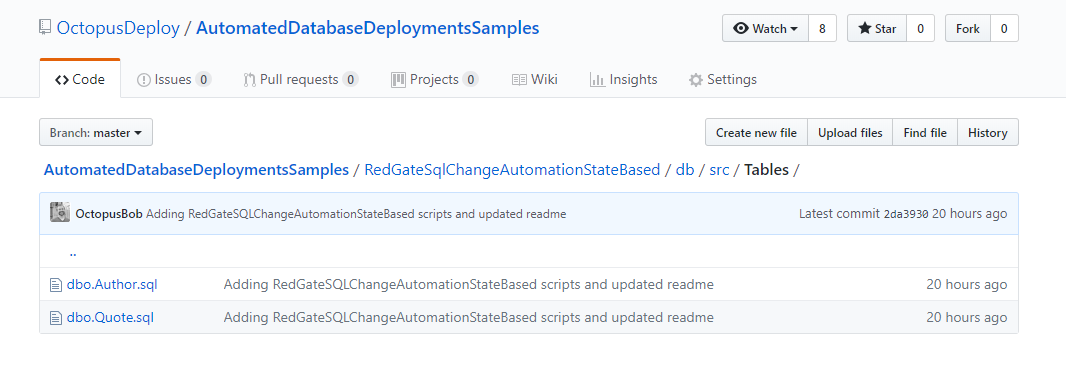 OctopusDeploy / AutomatedDatabaseDeploymentsSamples Watch 8 Star 0 Fork 0
Code Issues 0 Pull requests 0 Projects 0 Wiki Insights Settings
Branch: master Create new file Upload files Find file History
AutomatedDatabaseDeploymentsSamples / RedGateSqlChangeAutomationStateBased / db / src / Tables /
OctopusBob Adding RedGateSQLChangeAutomationStateBased scripts and updated readme Latest commit 2da3930 20 hours ago
..
dbo.Author.sql Adding RedGateSQLChangeAutomationStateBased scripts and updated readme 20 hours ago
dbo.Quote.sql Adding RedGateSQLChangeAutomationStateBased scripts and updated readme 20 hours ago